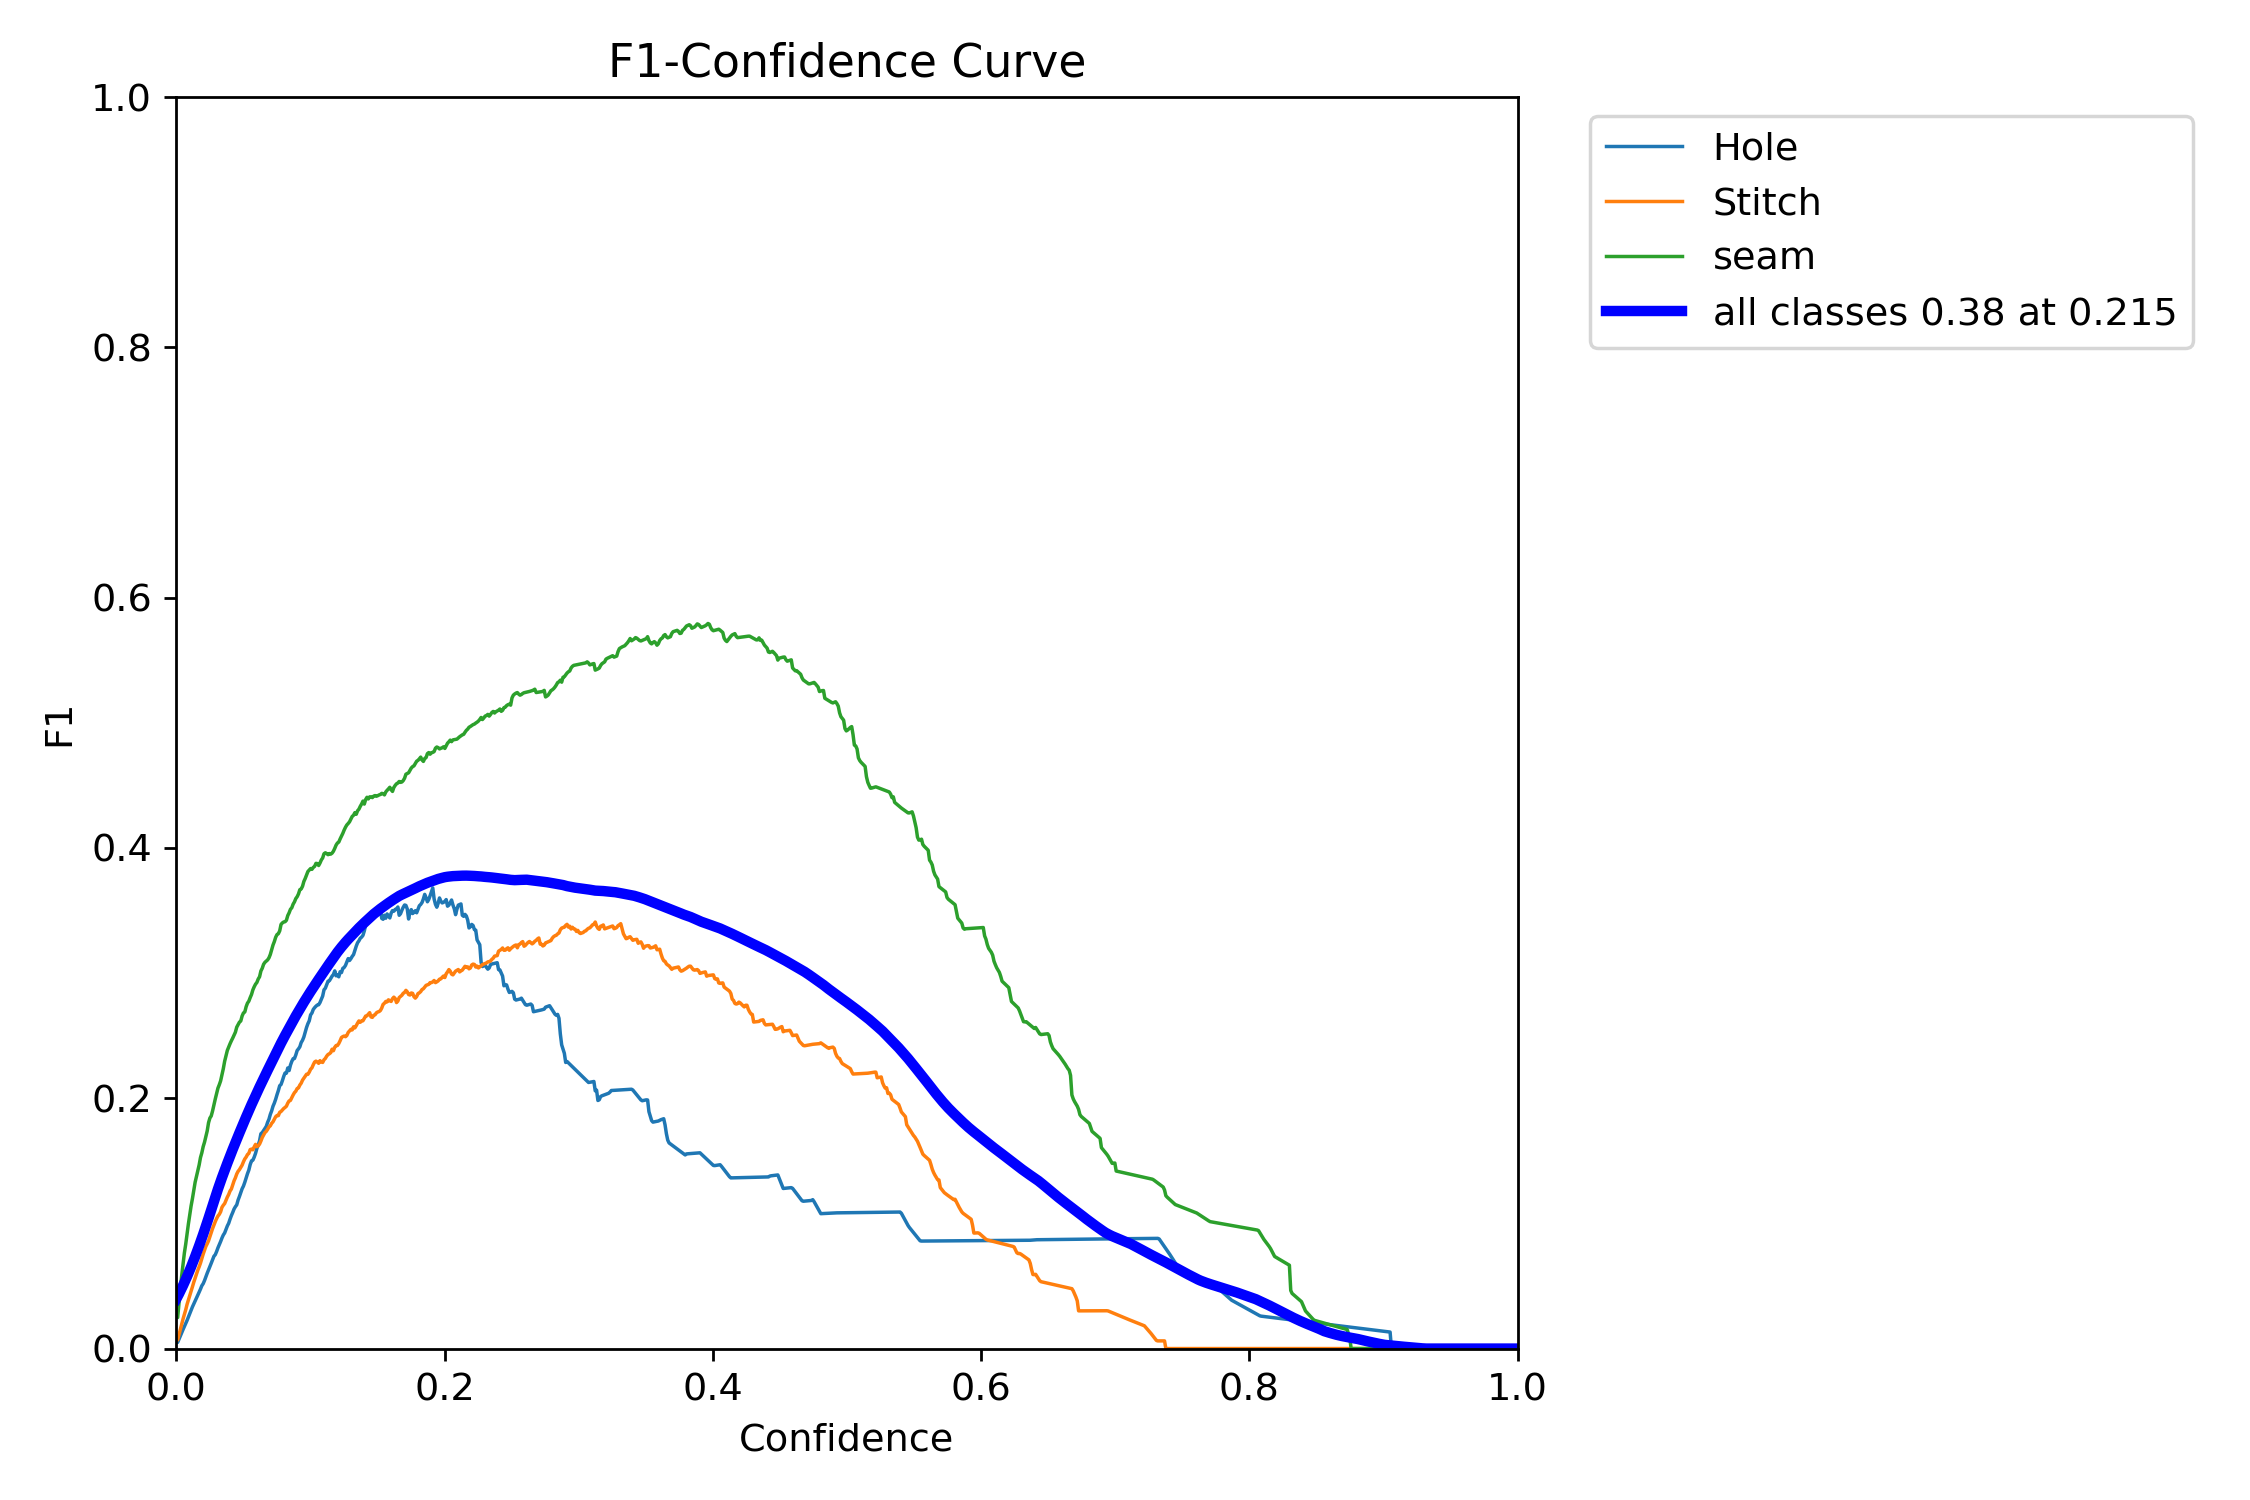 F1-Confidence Curve
1.0
0.8
0.6
0.4
0.2
0.0
F1
0.0 0.2 0.4 0.6 0.8 1.0
Confidence
Hole
Stitch
seam
all classes 0.38 at 0.215